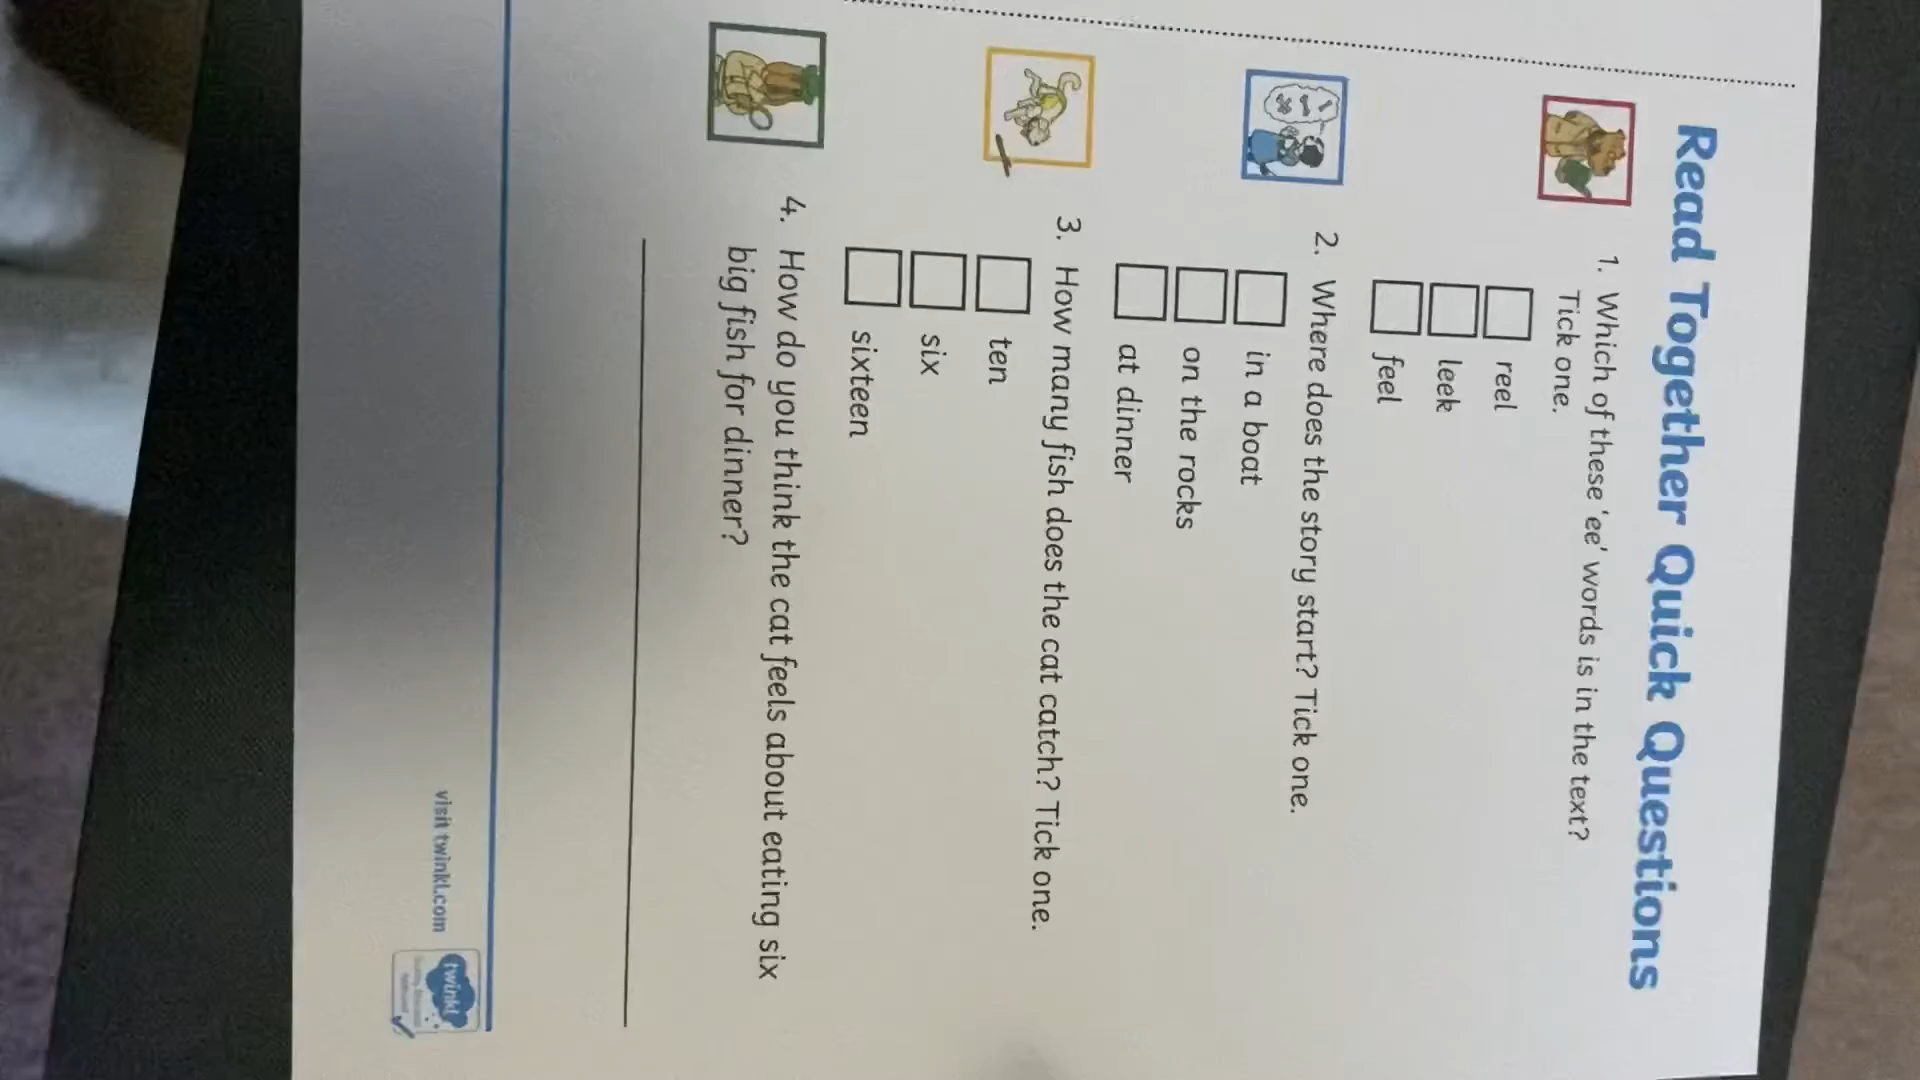 Read Together Quick Questions
1. Which of these 'ee' words is in the text?
Tick one.
reel
leek
feel
2. Where does the story start? Tick one.
in a boat
on the rocks
at dinner
3. How many fish does the cat catch? Tick one.
ten
six
sixteen
4. How do you think the cat feels about eating six
big fish for dinner?
visit twinkl.com
twinkl